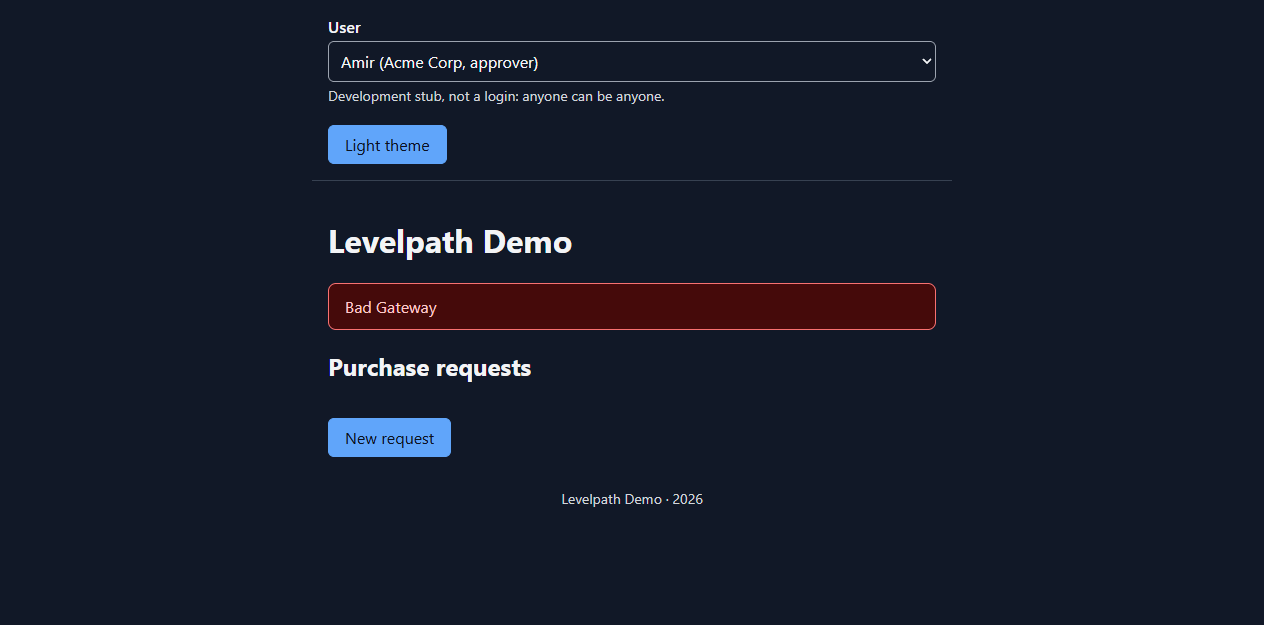 User
Amir (Acme Corp, approver)
Development stub, not a login: anyone can be anyone.
Light theme
Levelpath Demo
Bad Gateway
Purchase requests
New request
Levelpath Demo · 2026